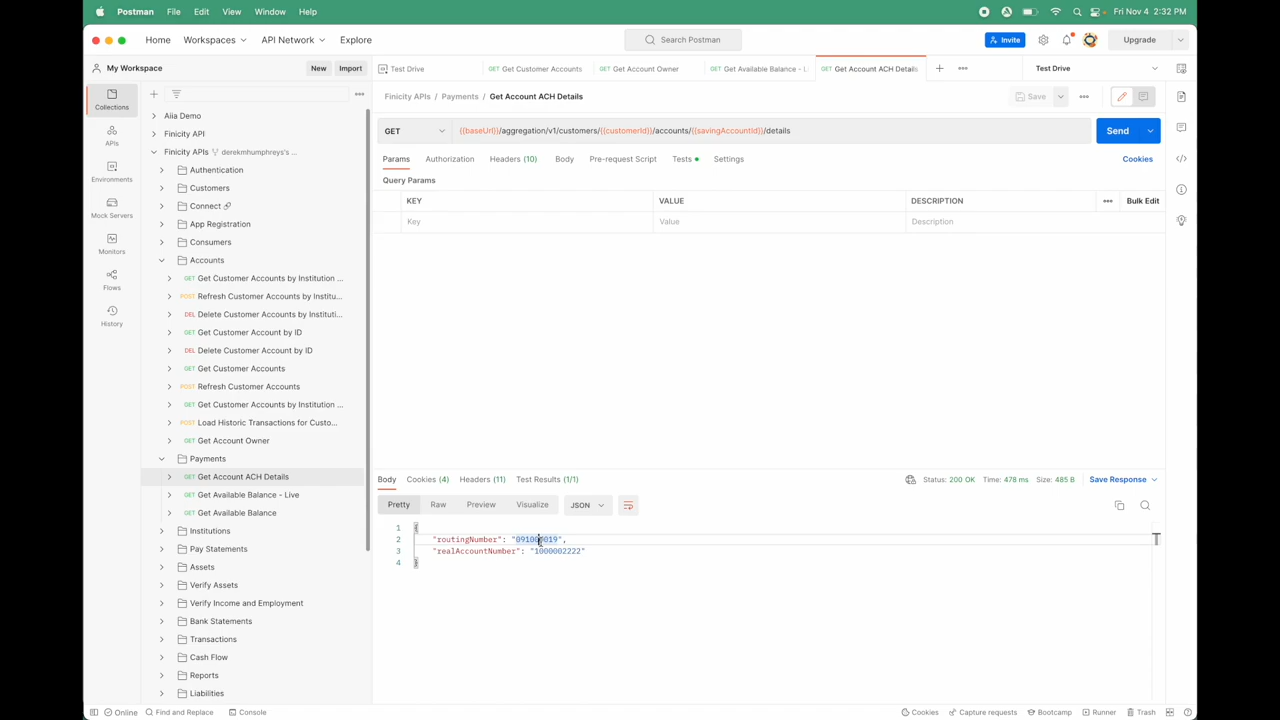 Postman File Edit View Window Help Fri Nov 4 2:32 PM
Home Workspaces API Network Explore Search Postman Invite Upgrade
My Workspace New Import Test Drive GET Get Customer Accounts GET Get Account Owner GET Get Available Balance - L GET Get Account ACH Details Test Drive
Collections
APIs
Environments
Mock Servers
Monitors
Flows
History
Aiia Demo
Finicity API
Finicity APIs derekmhumphreys's ...
Authentication
Customers
Connect
App Registration
Consumers
Accounts
GET Get Customer Accounts by Institution ...
POST Refresh Customer Accounts by Institu...
DEL Delete Customer Accounts by Instituti...
GET Get Customer Account by ID
DEL Delete Customer Account by ID
GET Get Customer Accounts
POST Refresh Customer Accounts
GET Get Customer Accounts by Institution ...
POST Load Historic Transactions for Custo...
GET Get Account Owner
Payments
GET Get Account ACH Details
GET Get Available Balance - Live
GET Get Available Balance
Institutions
Pay Statements
Assets
Verify Assets
Verify Income and Employment
Bank Statements
Transactions
Cash Flow
Reports
Liabilities
Finicity APIs / Payments / Get Account ACH Details Save
GET {{baseUrl}}/aggregation/v1/customers/{{customerId}}/accounts/{{savingAccountId}}/details Send
Params Authorization Headers (10) Body Pre-request Script Tests Settings Cookies
Query Params
KEY VALUE DESCRIPTION Bulk Edit
Key Value Description
Body Cookies (4) Headers (11) Test Results (1/1) Status: 200 OK Time: 478 ms Size: 485 B Save Response
Pretty Raw Preview Visualize JSON
1 {
2 "routingNumber": "091000019",
3 "realAccountNumber": "1000002222"
4 }
Online Find and Replace Console Cookies Capture requests Bootcamp Runner Trash